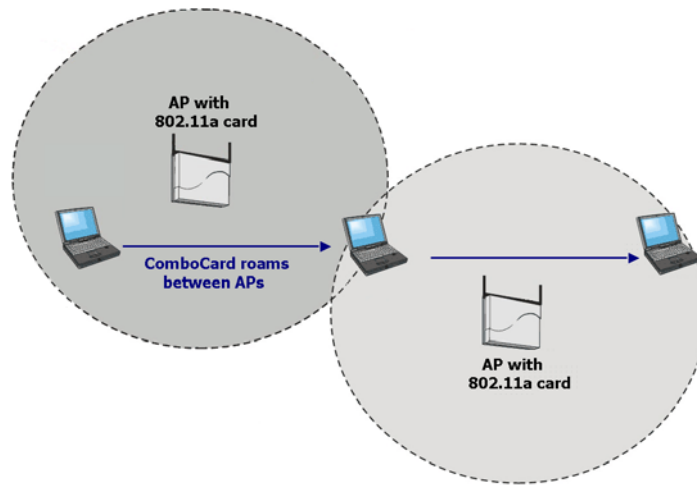 AP with
802.11a card
ComboCard roams
between APs
AP with
802.11a card